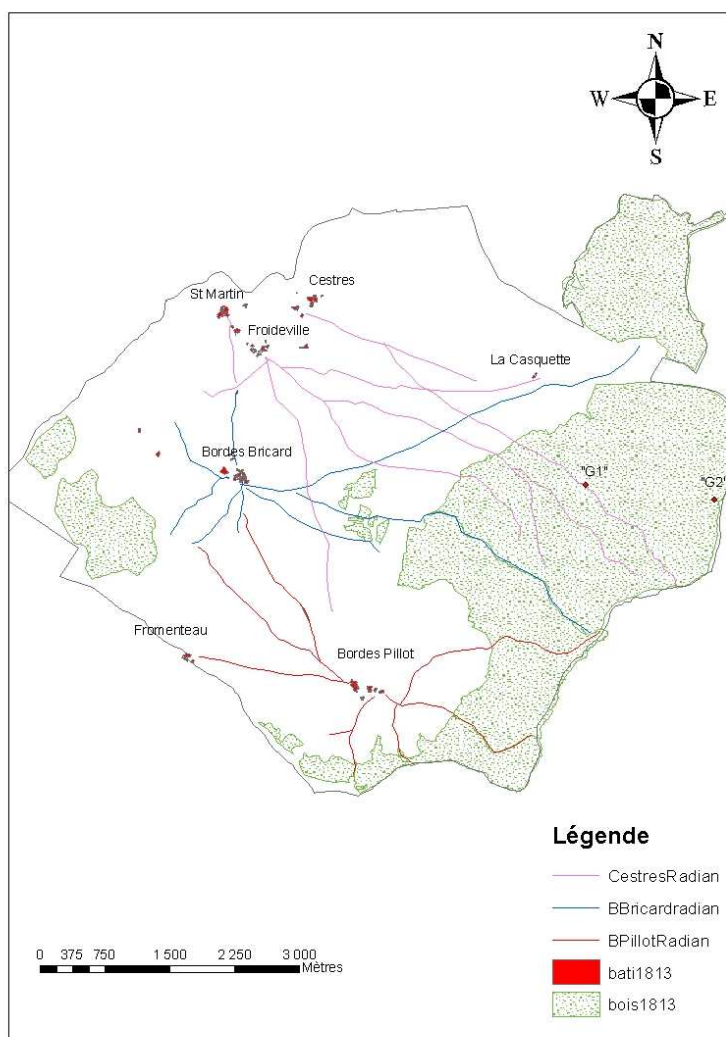 N
W E
S
Cestres
St Martin
Froideville
La Casquette
Bordes Bricard
"G1"
"G2"
Fromenteau
Bordes Pillot
Légende
CestresRadian
BBricardradian
BPillotRadian
bati1813
bois1813
0 375 750 1 500 2 250 3 000
Mètres